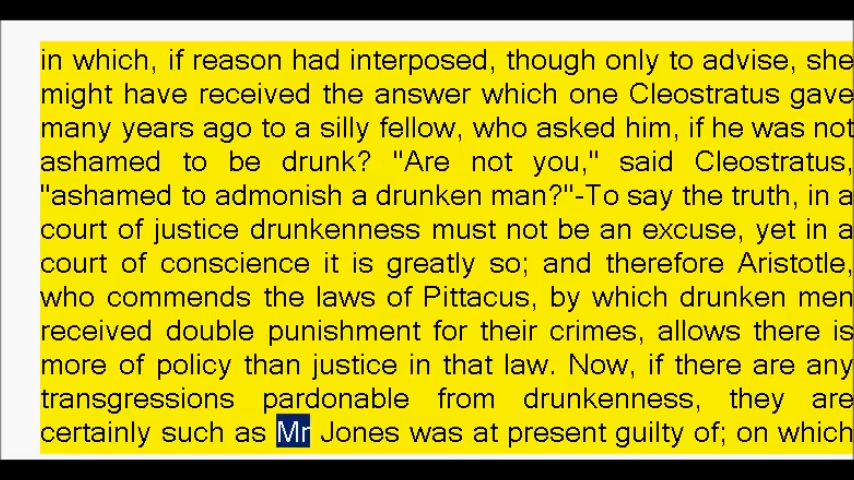 in which, if reason had interposed, though only to advise, she
might have received the answer which one Cleostratus gave
many years ago to a silly fellow, who asked him, if he was not
ashamed to be drunk? "Are not you," said Cleostratus,
"ashamed to admonish a drunken man?"-To say the truth, in a
court of justice drunkenness must not be an excuse, yet in a
court of conscience it is greatly so; and therefore Aristotle,
who commends the laws of Pittacus, by which drunken men
received double punishment for their crimes, allows there is
more of policy than justice in that law. Now, if there are any
transgressions pardonable from drunkenness, they are
certainly such as Mr Jones was at present guilty of; on which